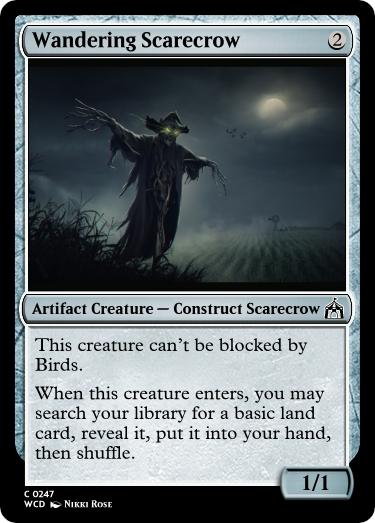 Wandering Scarecrow 2
Artifact Creature — Construct Scarecrow
This creature can't be blocked by
Birds.
When this creature enters, you may
search your library for a basic land
card, reveal it, put it into your hand,
then shuffle.
1/1
C 0247
WCD Nikki Rose